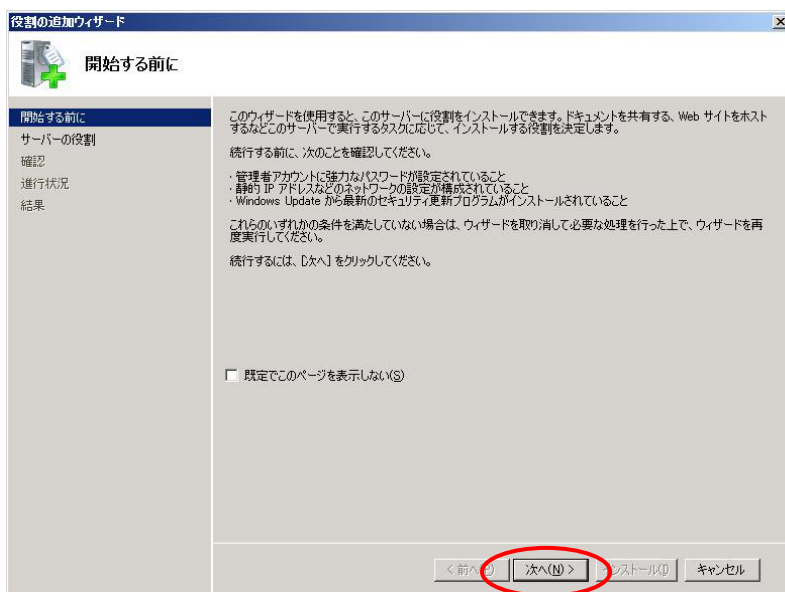 役割の追加ウィザード
開始する前に
開始する前に
サーバーの役割
確認
進行状況
結果
このウィザードを使用すると、このサーバーに役割をインストールできます。ドキュメントを共有する、Web サイトをホスト
するなどこのサーバーで実行するタスクに応じて、インストールする役割を決定します。
続行する前に、次のことを確認してください。
・管理者アカウントに強力なパスワードが設定されていること
・静的 IP アドレスなどのネットワークの設定が構成されていること
・Windows Update から最新のセキュリティ更新プログラムがインストールされていること
これらのいずれかの条件を満たしていない場合は、ウィザードを取り消して必要な処理を行った上で、ウィザードを再
度実行してください。
続行するには、[次へ] をクリックしてください。
既定でこのページを表示しない(S)
< 前へ(P)
次へ(N) >
インストール(I)
キャンセル